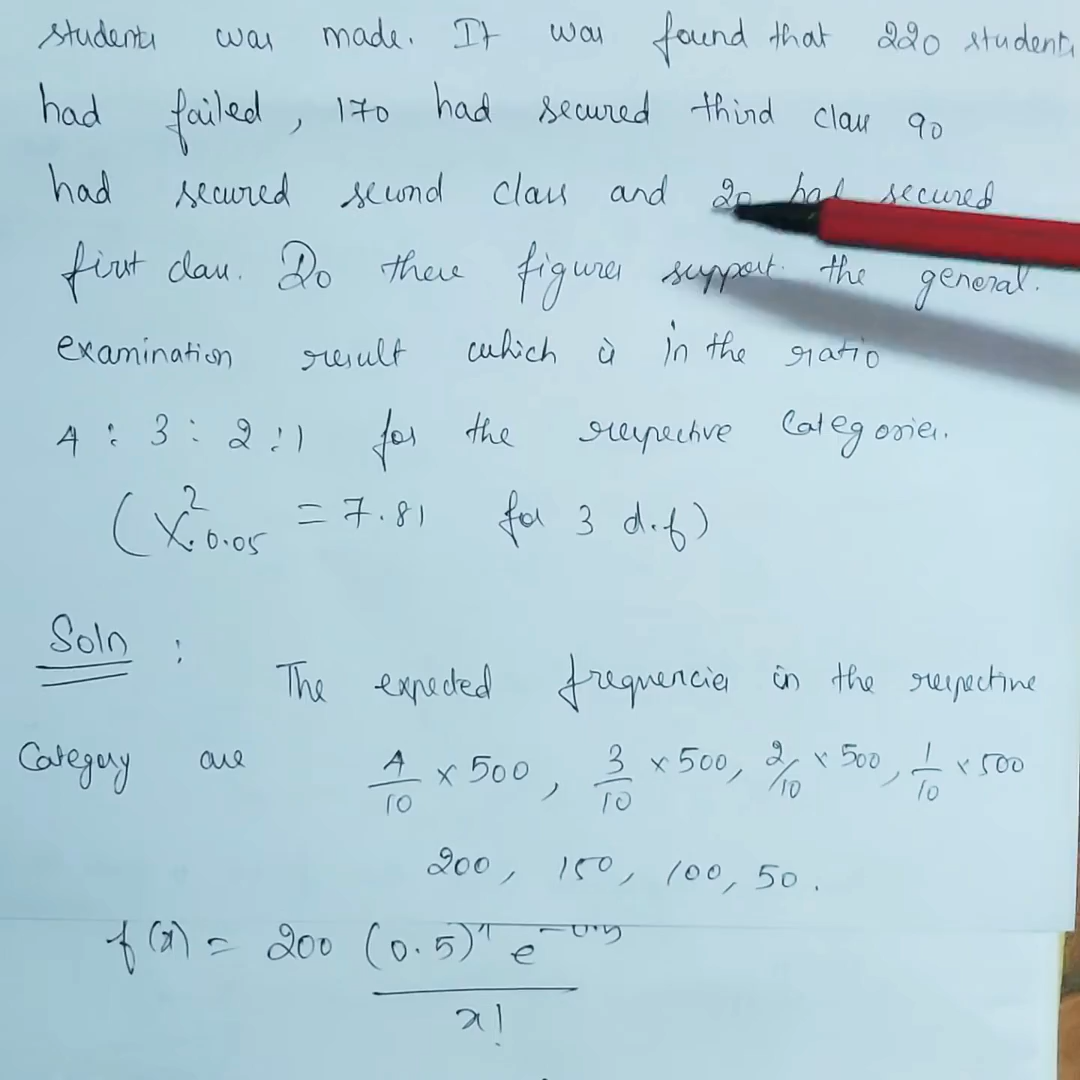 students was made. It was found that 220 students
had failed, 170 had secured third class 90
had secured second class and 20 had secured
first class. Do these figures support the general.
examination result which is in the ratio
4 : 3 : 2 : 1 for the respective Categories.
(χ²0.05 = 7.81 for 3 d.f)
Soln :
The expected frequencies in the respective
Category are 4/10 × 500, 3/10 × 500, 2/10 × 500, 1/10 × 500
200, 150, 100, 50.
f(x) = 200 (0.5)
x!